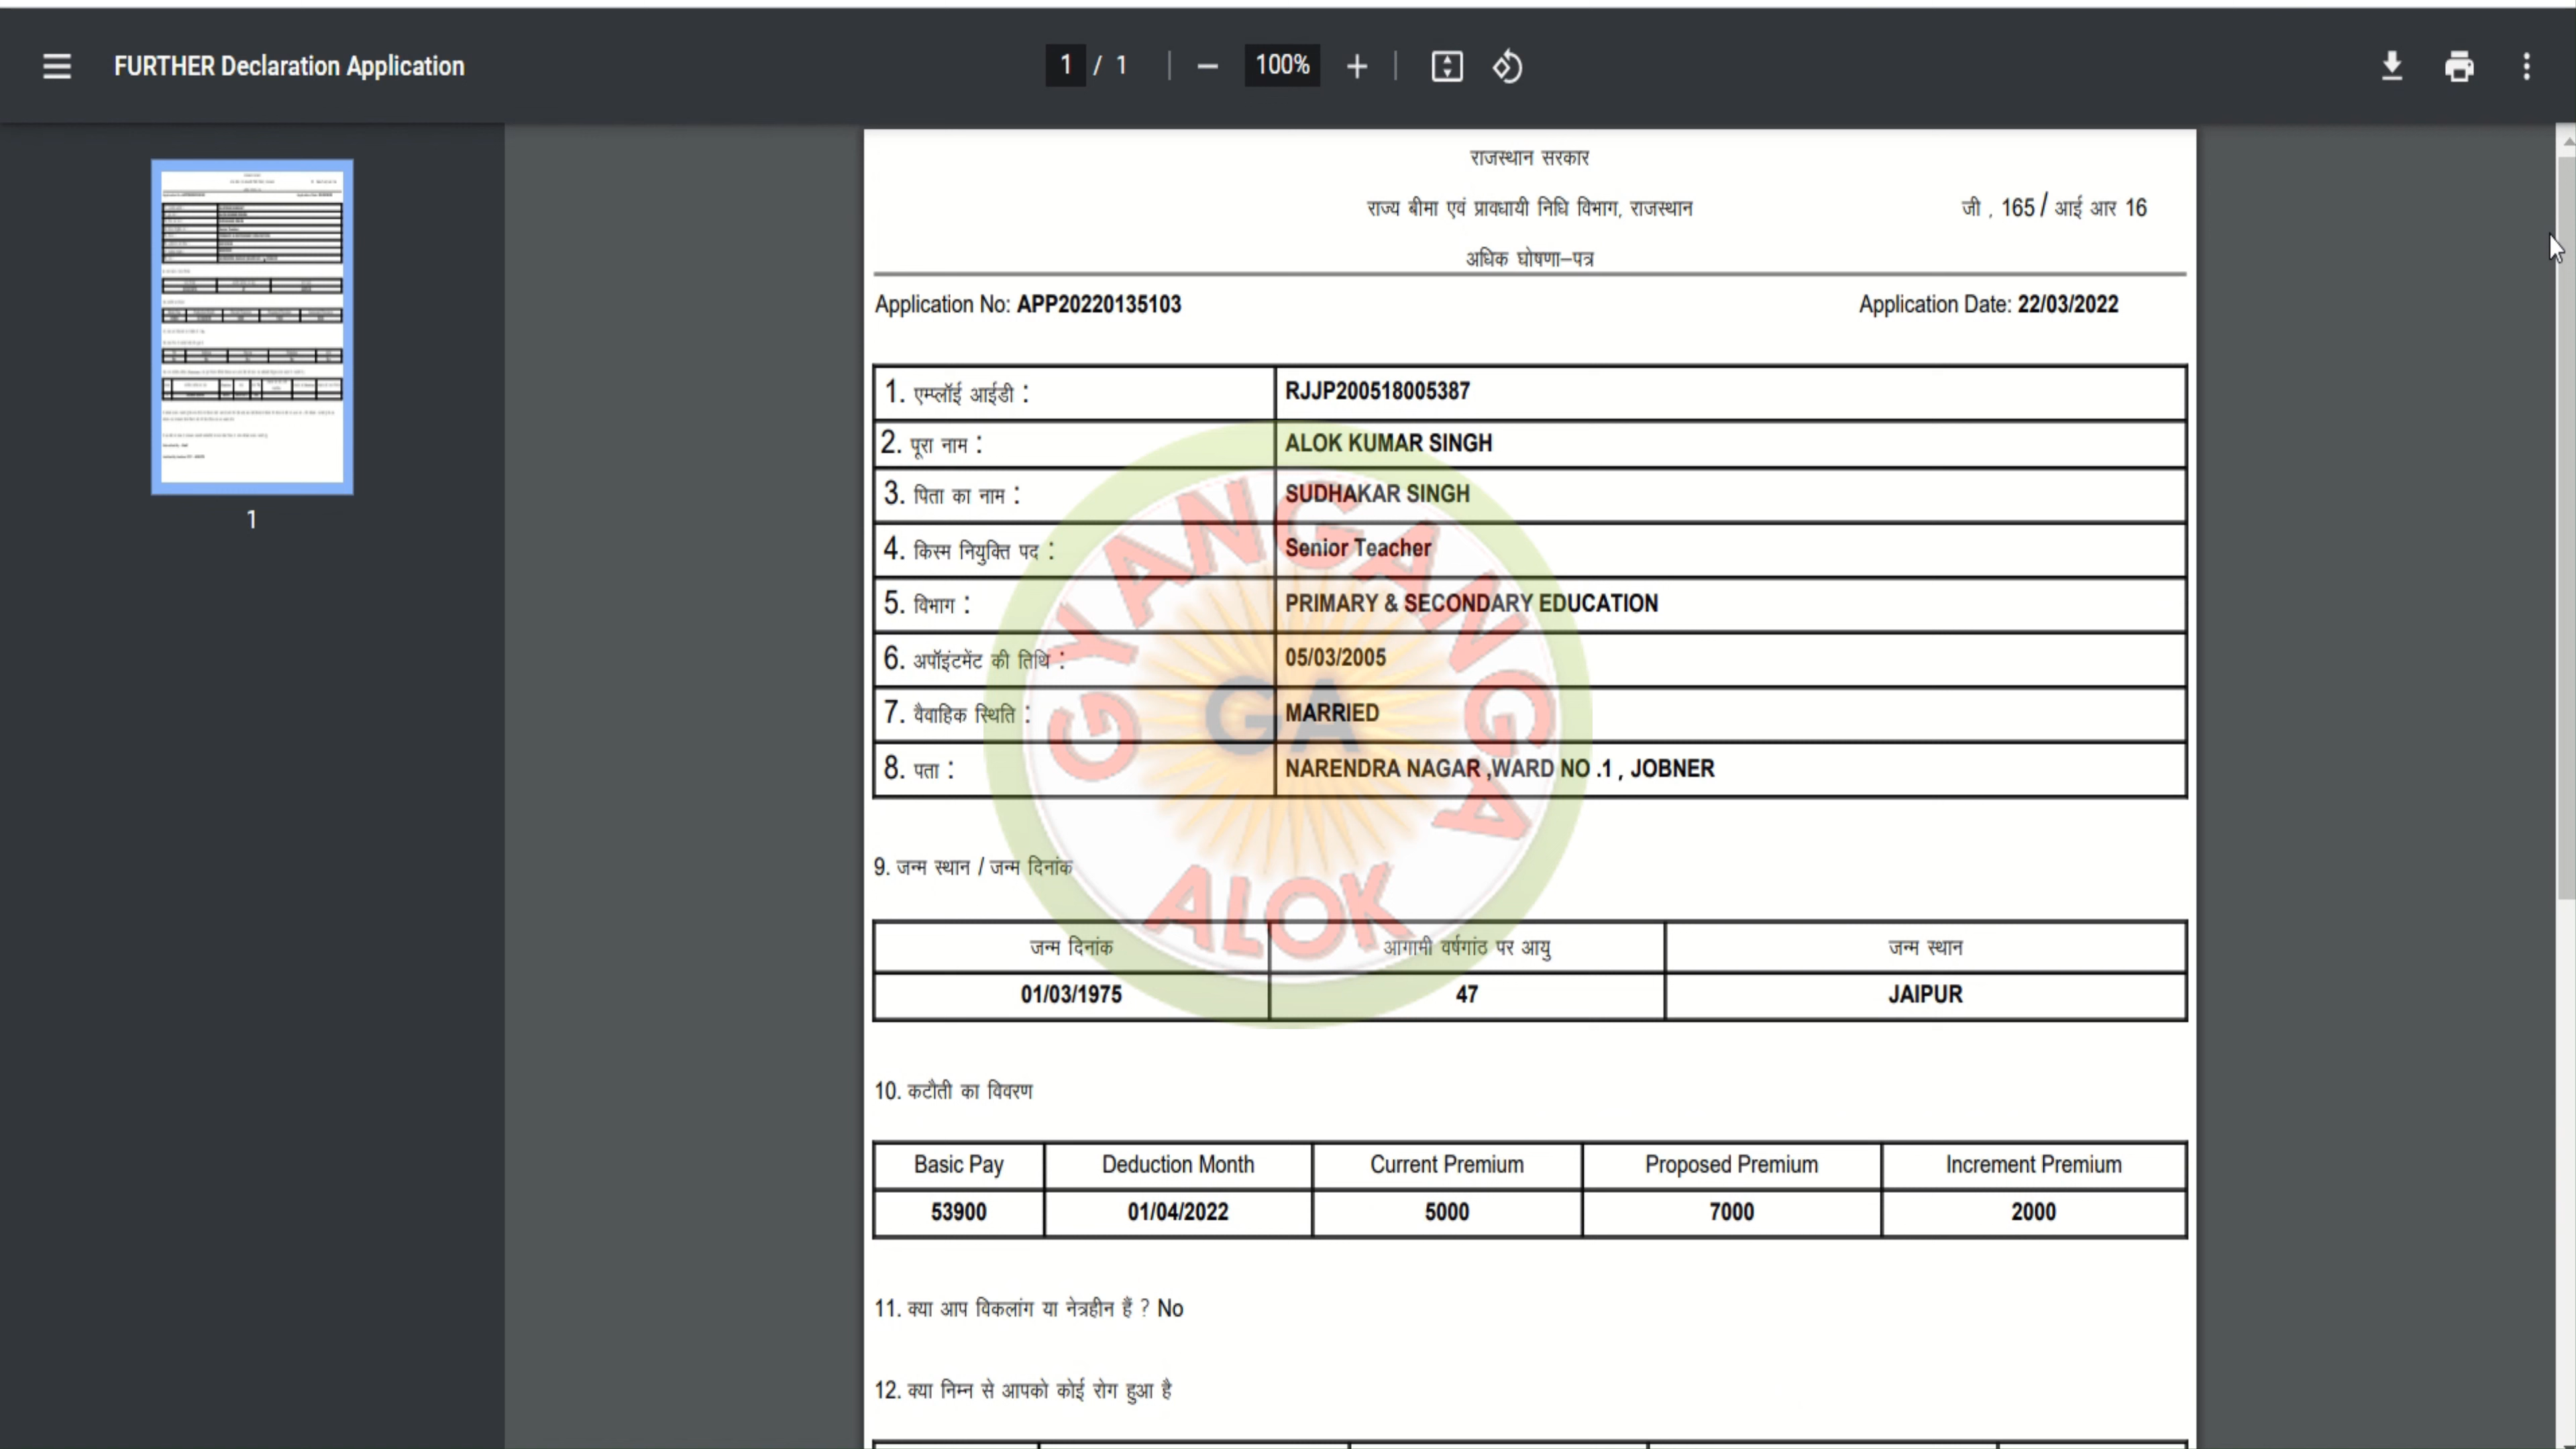 FURTHER Declaration Application
1 / 1
100%
1
राजस्थान सरकार
राज्य बीमा एवं प्रावधायी निधि विभाग, राजस्थान
जी , 165 / आई आर 16
अधिक घोषणा–पत्र
Application No: APP20220135103
Application Date: 22/03/2022
1. एम्प्लॉई आईडी : RJJP200518005387
2. पूरा नाम : ALOK KUMAR SINGH
3. पिता का नाम : SUDHAKAR SINGH
4. किस्म नियुक्ति पद : Senior Teacher
5. विभाग : PRIMARY & SECONDARY EDUCATION
6. अपॉइंटमेंट की तिथि : 05/03/2005
7. वैवाहिक स्थिति : MARRIED
8. पता : NARENDRA NAGAR ,WARD NO .1 , JOBNER
GYANGANGA
GA
ALOK
9. जन्म स्थान / जन्म दिनांक
जन्म दिनांक आगामी वर्षगांठ पर आयु जन्म स्थान
01/03/1975 47 JAIPUR
10. कटौती का विवरण
Basic Pay Deduction Month Current Premium Proposed Premium Increment Premium
53900 01/04/2022 5000 7000 2000
11. क्या आप विकलांग या नेत्रहीन हैं ? No
12. क्या निम्न से आपको कोई रोग हुआ है